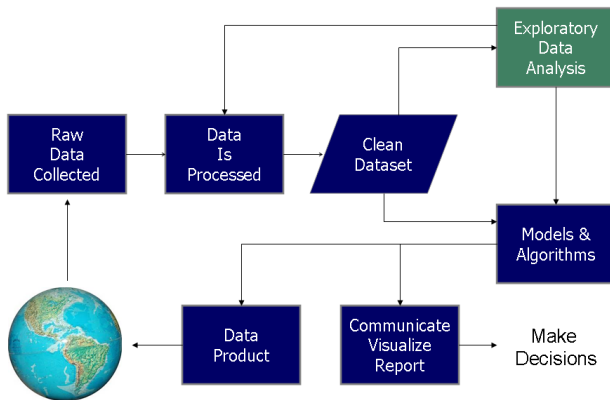 Exploratory
Data
Analysis
Raw
Data
Collected
Data
Is
Processed
Clean
Dataset
Models &
Algorithms
Data
Product
Communicate
Visualize
Report
Make
Decisions